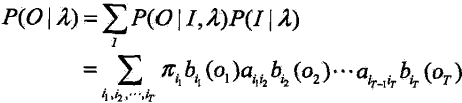 P(O|λ) = ∑_I P(O|I,λ)P(I|λ)
= ∑_{i_1,i_2,⋯,i_T} π_{i_1} b_{i_1}(o_1) a_{i_1 i_2} b_{i_2}(o_2) ⋯ a_{i_{T-1} i_T} b_{i_T}(o_T)